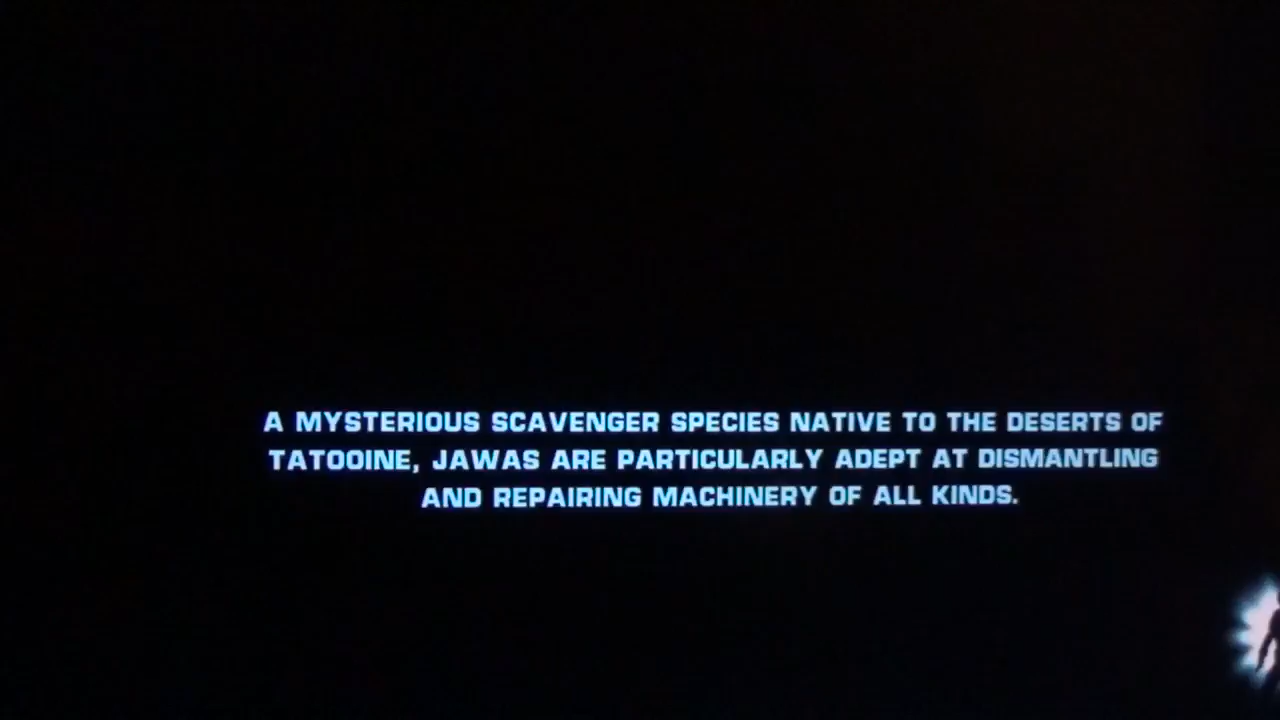 A MYSTERIOUS SCAVENGER SPECIES NATIVE TO THE DESERTS OF
TATOOINE, JAWAS ARE PARTICULARLY ADEPT AT DISMANTLING
AND REPAIRING MACHINERY OF ALL KINDS.